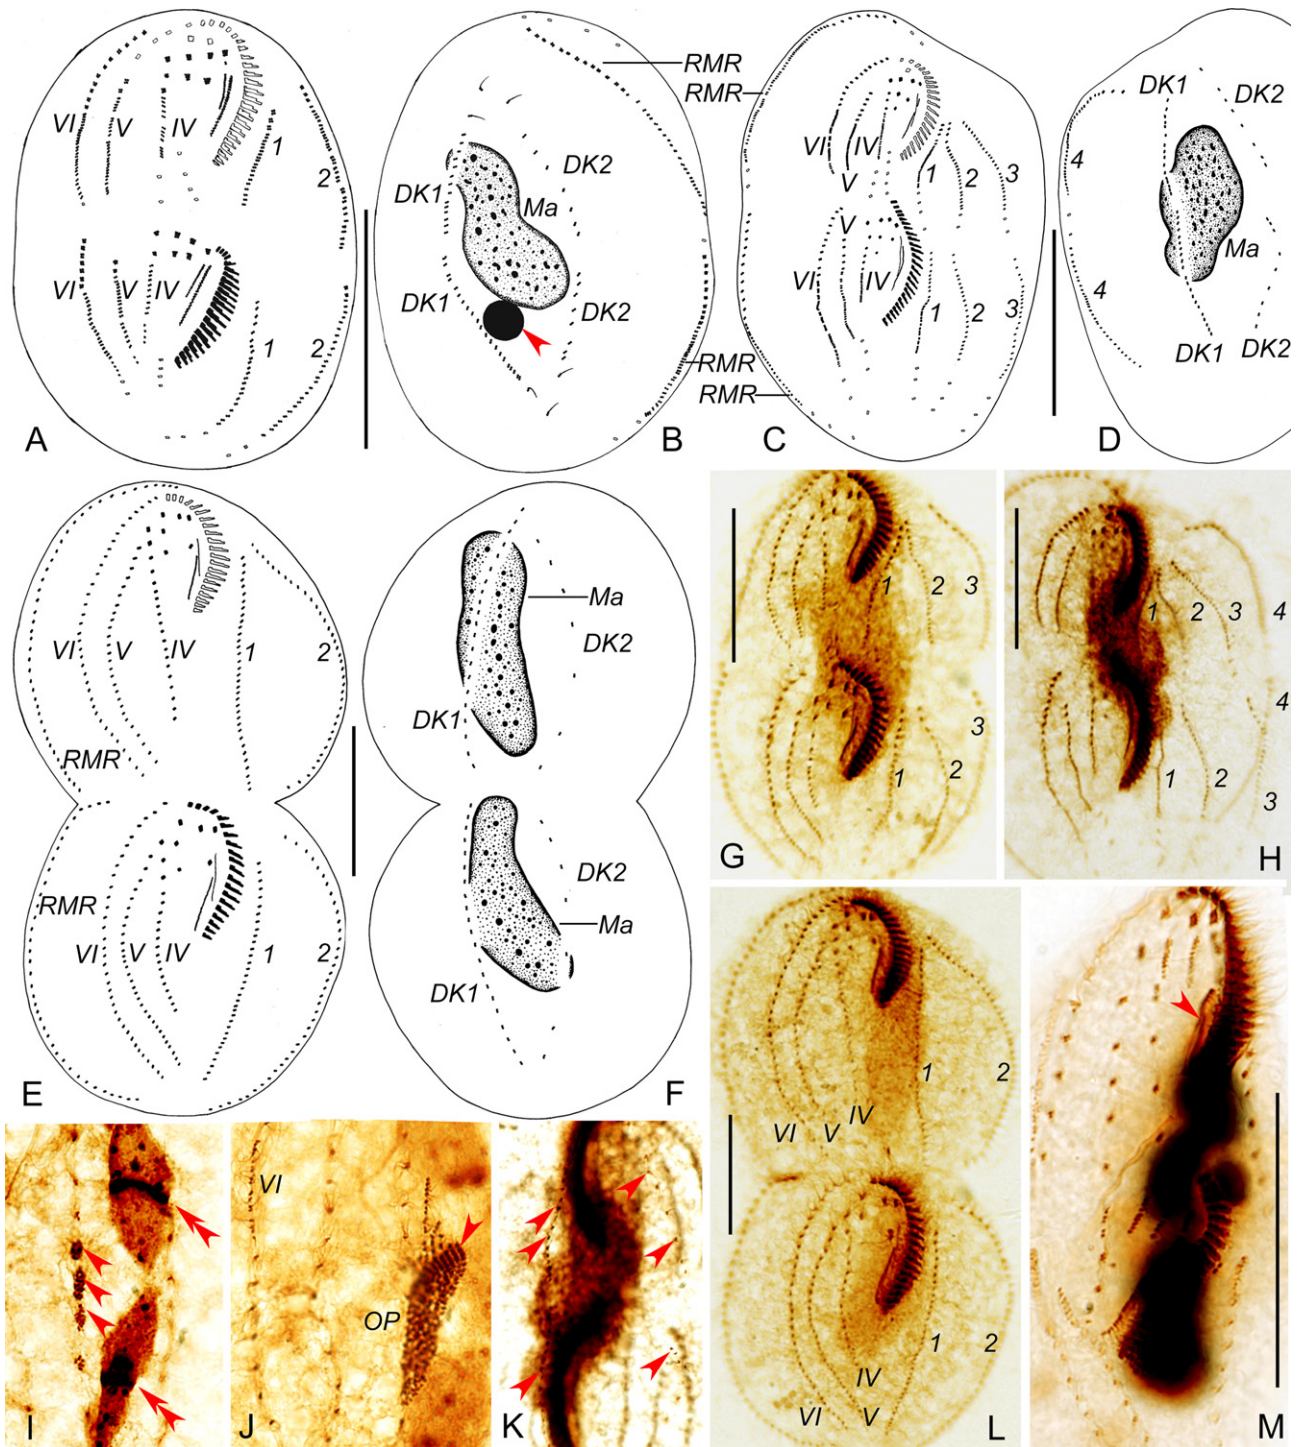 VI V IV 1 2
VI V IV 1 2
A
DK1 DK2 Ma
DK1 DK2
B
RMR
RMR
RMR
RMR
VI IV V 1 2 3
V
VI IV 1 2 3
C
DK1 DK2
4
Ma
4
DK1 DK2
D
VI V IV 1 2
RMR
RMR
VI V IV 1 2
E
Ma
DK2
DK1
DK2
Ma
DK1
F
1 2 3
3
1 2
G
1 2 3 4
4
1 2 3
H
I
VI
OP
J
K
1 2
IV
VI V
1 2
IV
VI V
L
M